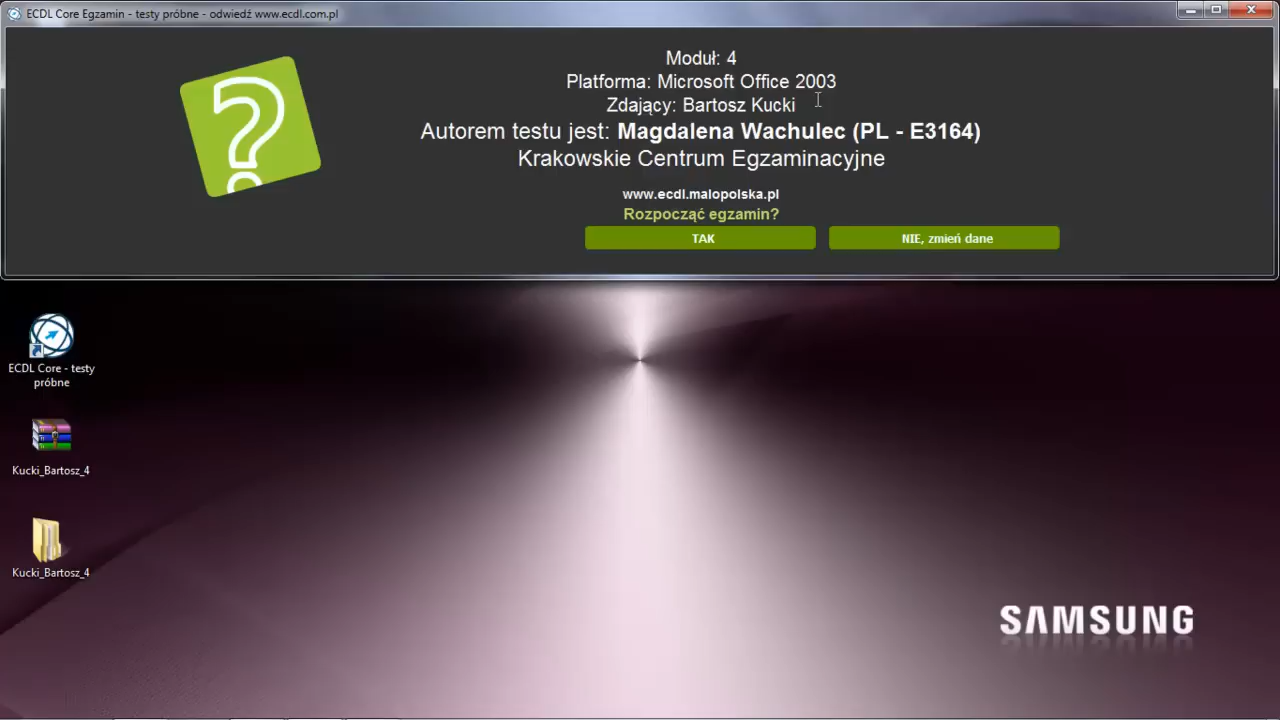 ECDL Core Egzamin - testy próbne - odwiedź www.ecdl.com.pl
Moduł: 4
Platforma: Microsoft Office 2003
Zdający: Bartosz Kucki
Autorem testu jest: Magdalena Wachulec (PL - E3164)
Krakowskie Centrum Egzaminacyjne
www.ecdl.malopolska.pl
Rozpocząć egzamin?
TAK
NIE, zmień dane
ECDL Core - testy
próbne
Kucki_Bartosz_4
Kucki_Bartosz_4
SAMSUNG